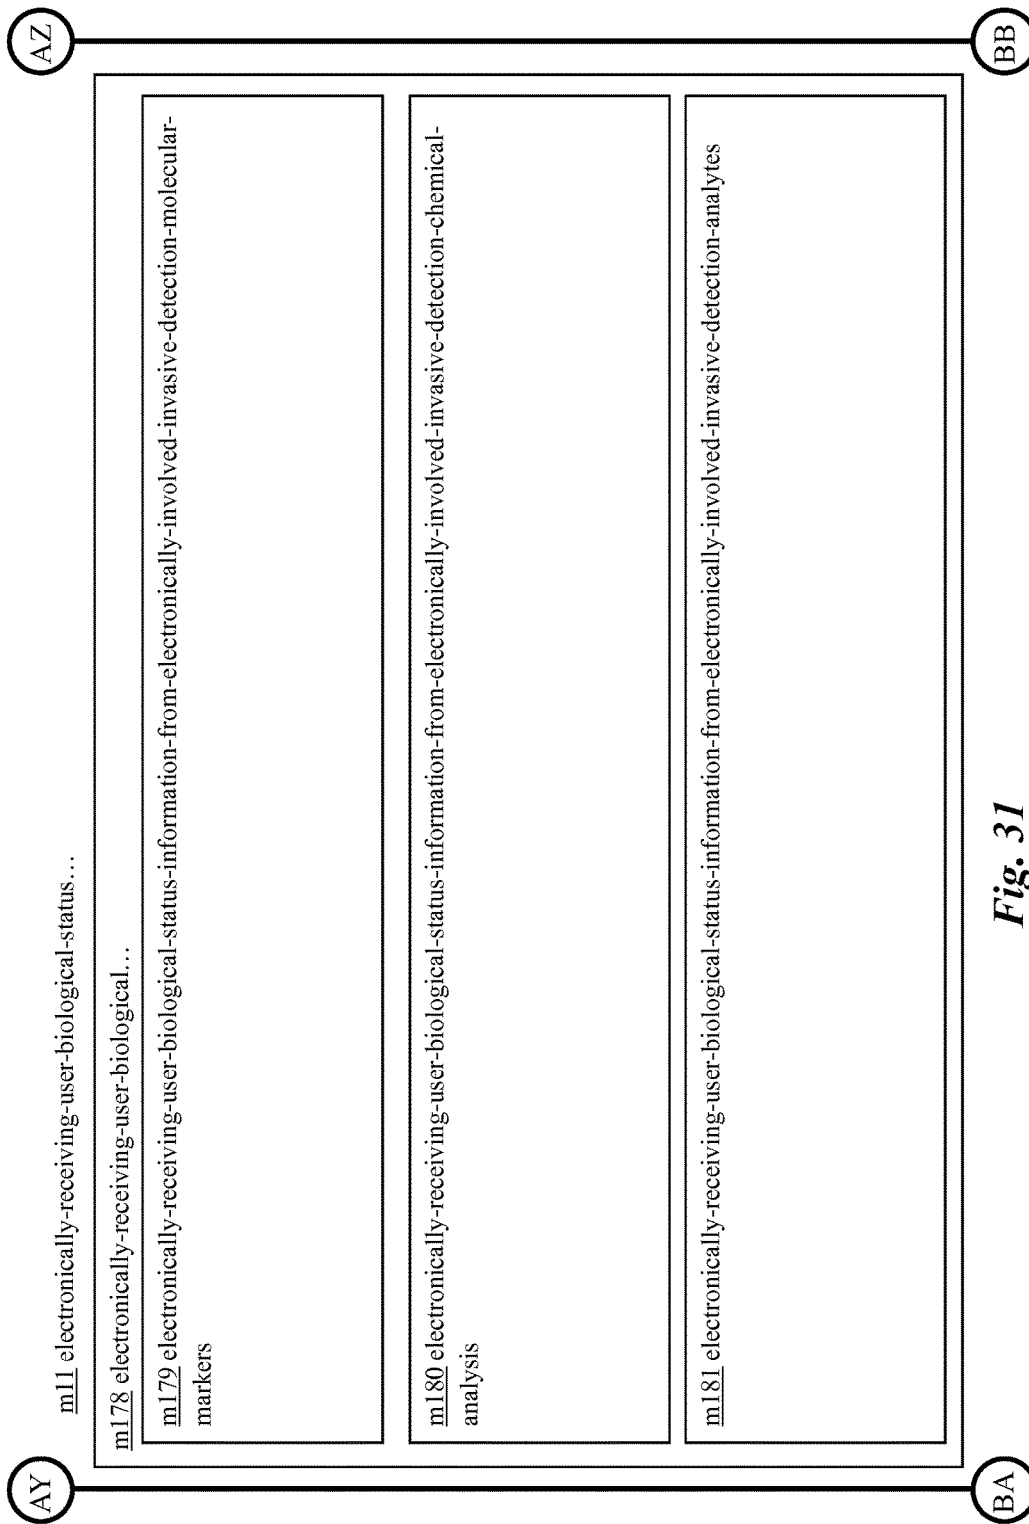 AY
AZ
m11 electronically-receiving-user-biological-status…
m178 electronically-receiving-user-biological…
m179 electronically-receiving-user-biological-status-information-from-electronically-involved-invasive-detection-molecular-
markers
m180 electronically-receiving-user-biological-status-information-from-electronically-involved-invasive-detection-chemical-
analysis
m181 electronically-receiving-user-biological-status-information-from-electronically-involved-invasive-detection-analytes
BA
BB
Fig. 31